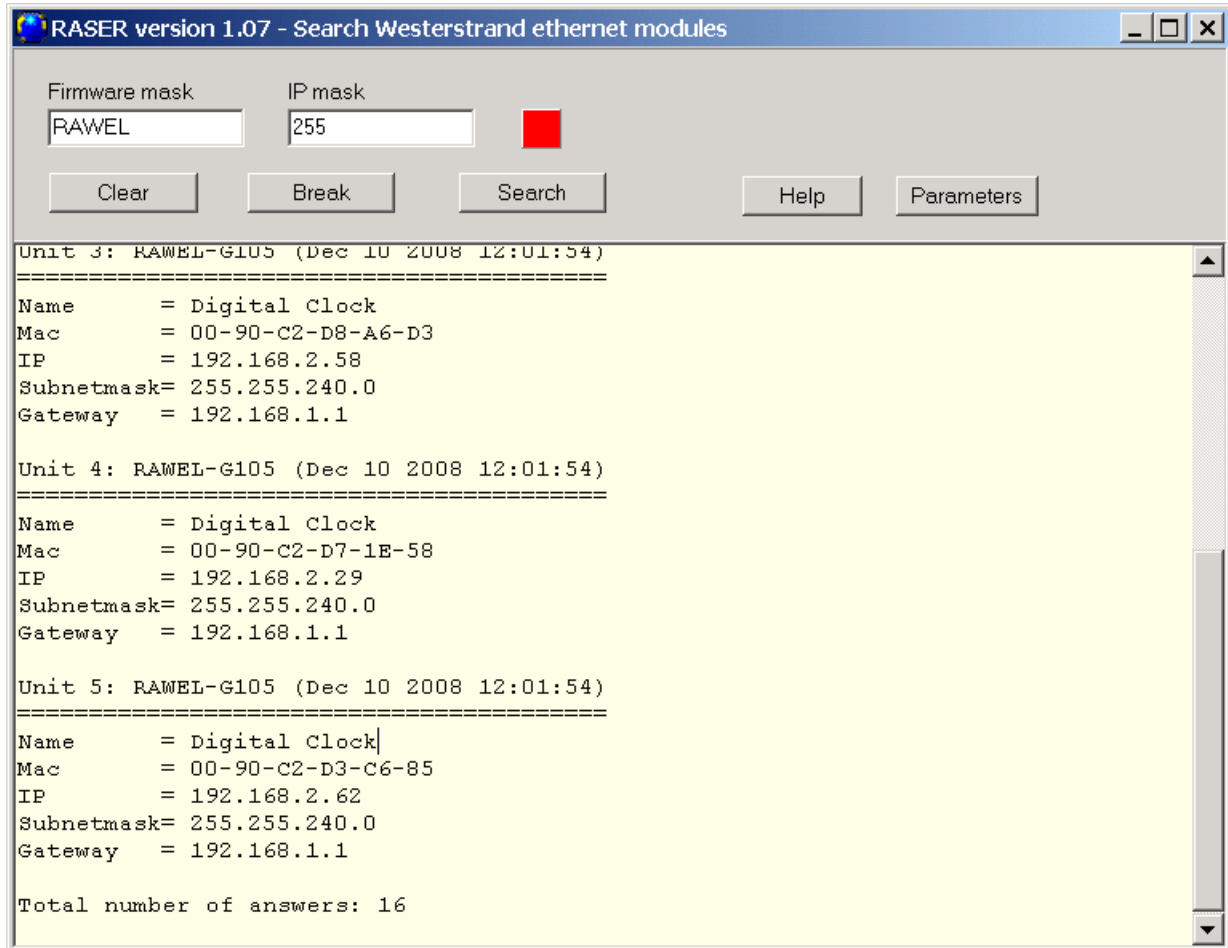 RASER version 1.07 - Search Westerstrand ethernet modules
Firmware mask IP mask
RAWEL 255
Clear Break Search Help Parameters
Unit 3: RAWEL-G105 (Dec 10 2008 12:01:54)
=========================================
Name = Digital Clock
Mac = 00-90-C2-D8-A6-D3
IP = 192.168.2.58
Subnetmask= 255.255.240.0
Gateway = 192.168.1.1
Unit 4: RAWEL-G105 (Dec 10 2008 12:01:54)
=========================================
Name = Digital Clock
Mac = 00-90-C2-D7-1E-58
IP = 192.168.2.29
Subnetmask= 255.255.240.0
Gateway = 192.168.1.1
Unit 5: RAWEL-G105 (Dec 10 2008 12:01:54)
=========================================
Name = Digital Clock
Mac = 00-90-C2-D3-C6-85
IP = 192.168.2.62
Subnetmask= 255.255.240.0
Gateway = 192.168.1.1
Total number of answers: 16